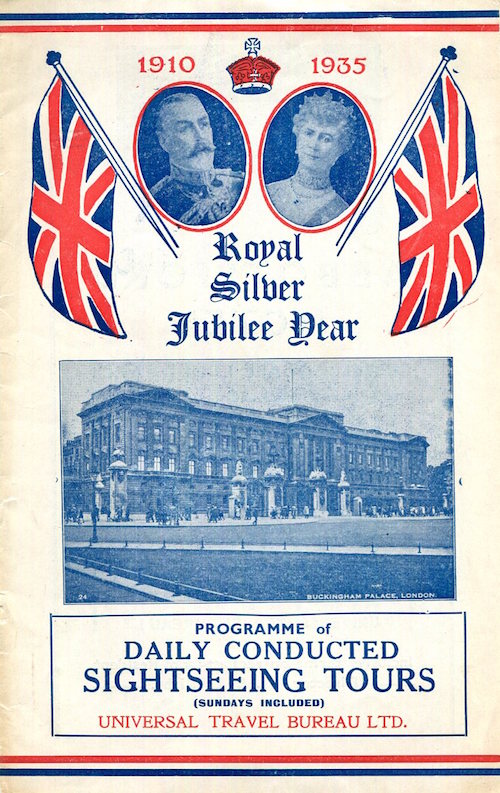 1910 1935
Royal
Silver
Jubilee Year
24 BUCKINGHAM PALACE, LONDON.
PROGRAMME of
DAILY CONDUCTED
SIGHTSEEING TOURS
(SUNDAYS INCLUDED)
UNIVERSAL TRAVEL BUREAU LTD.